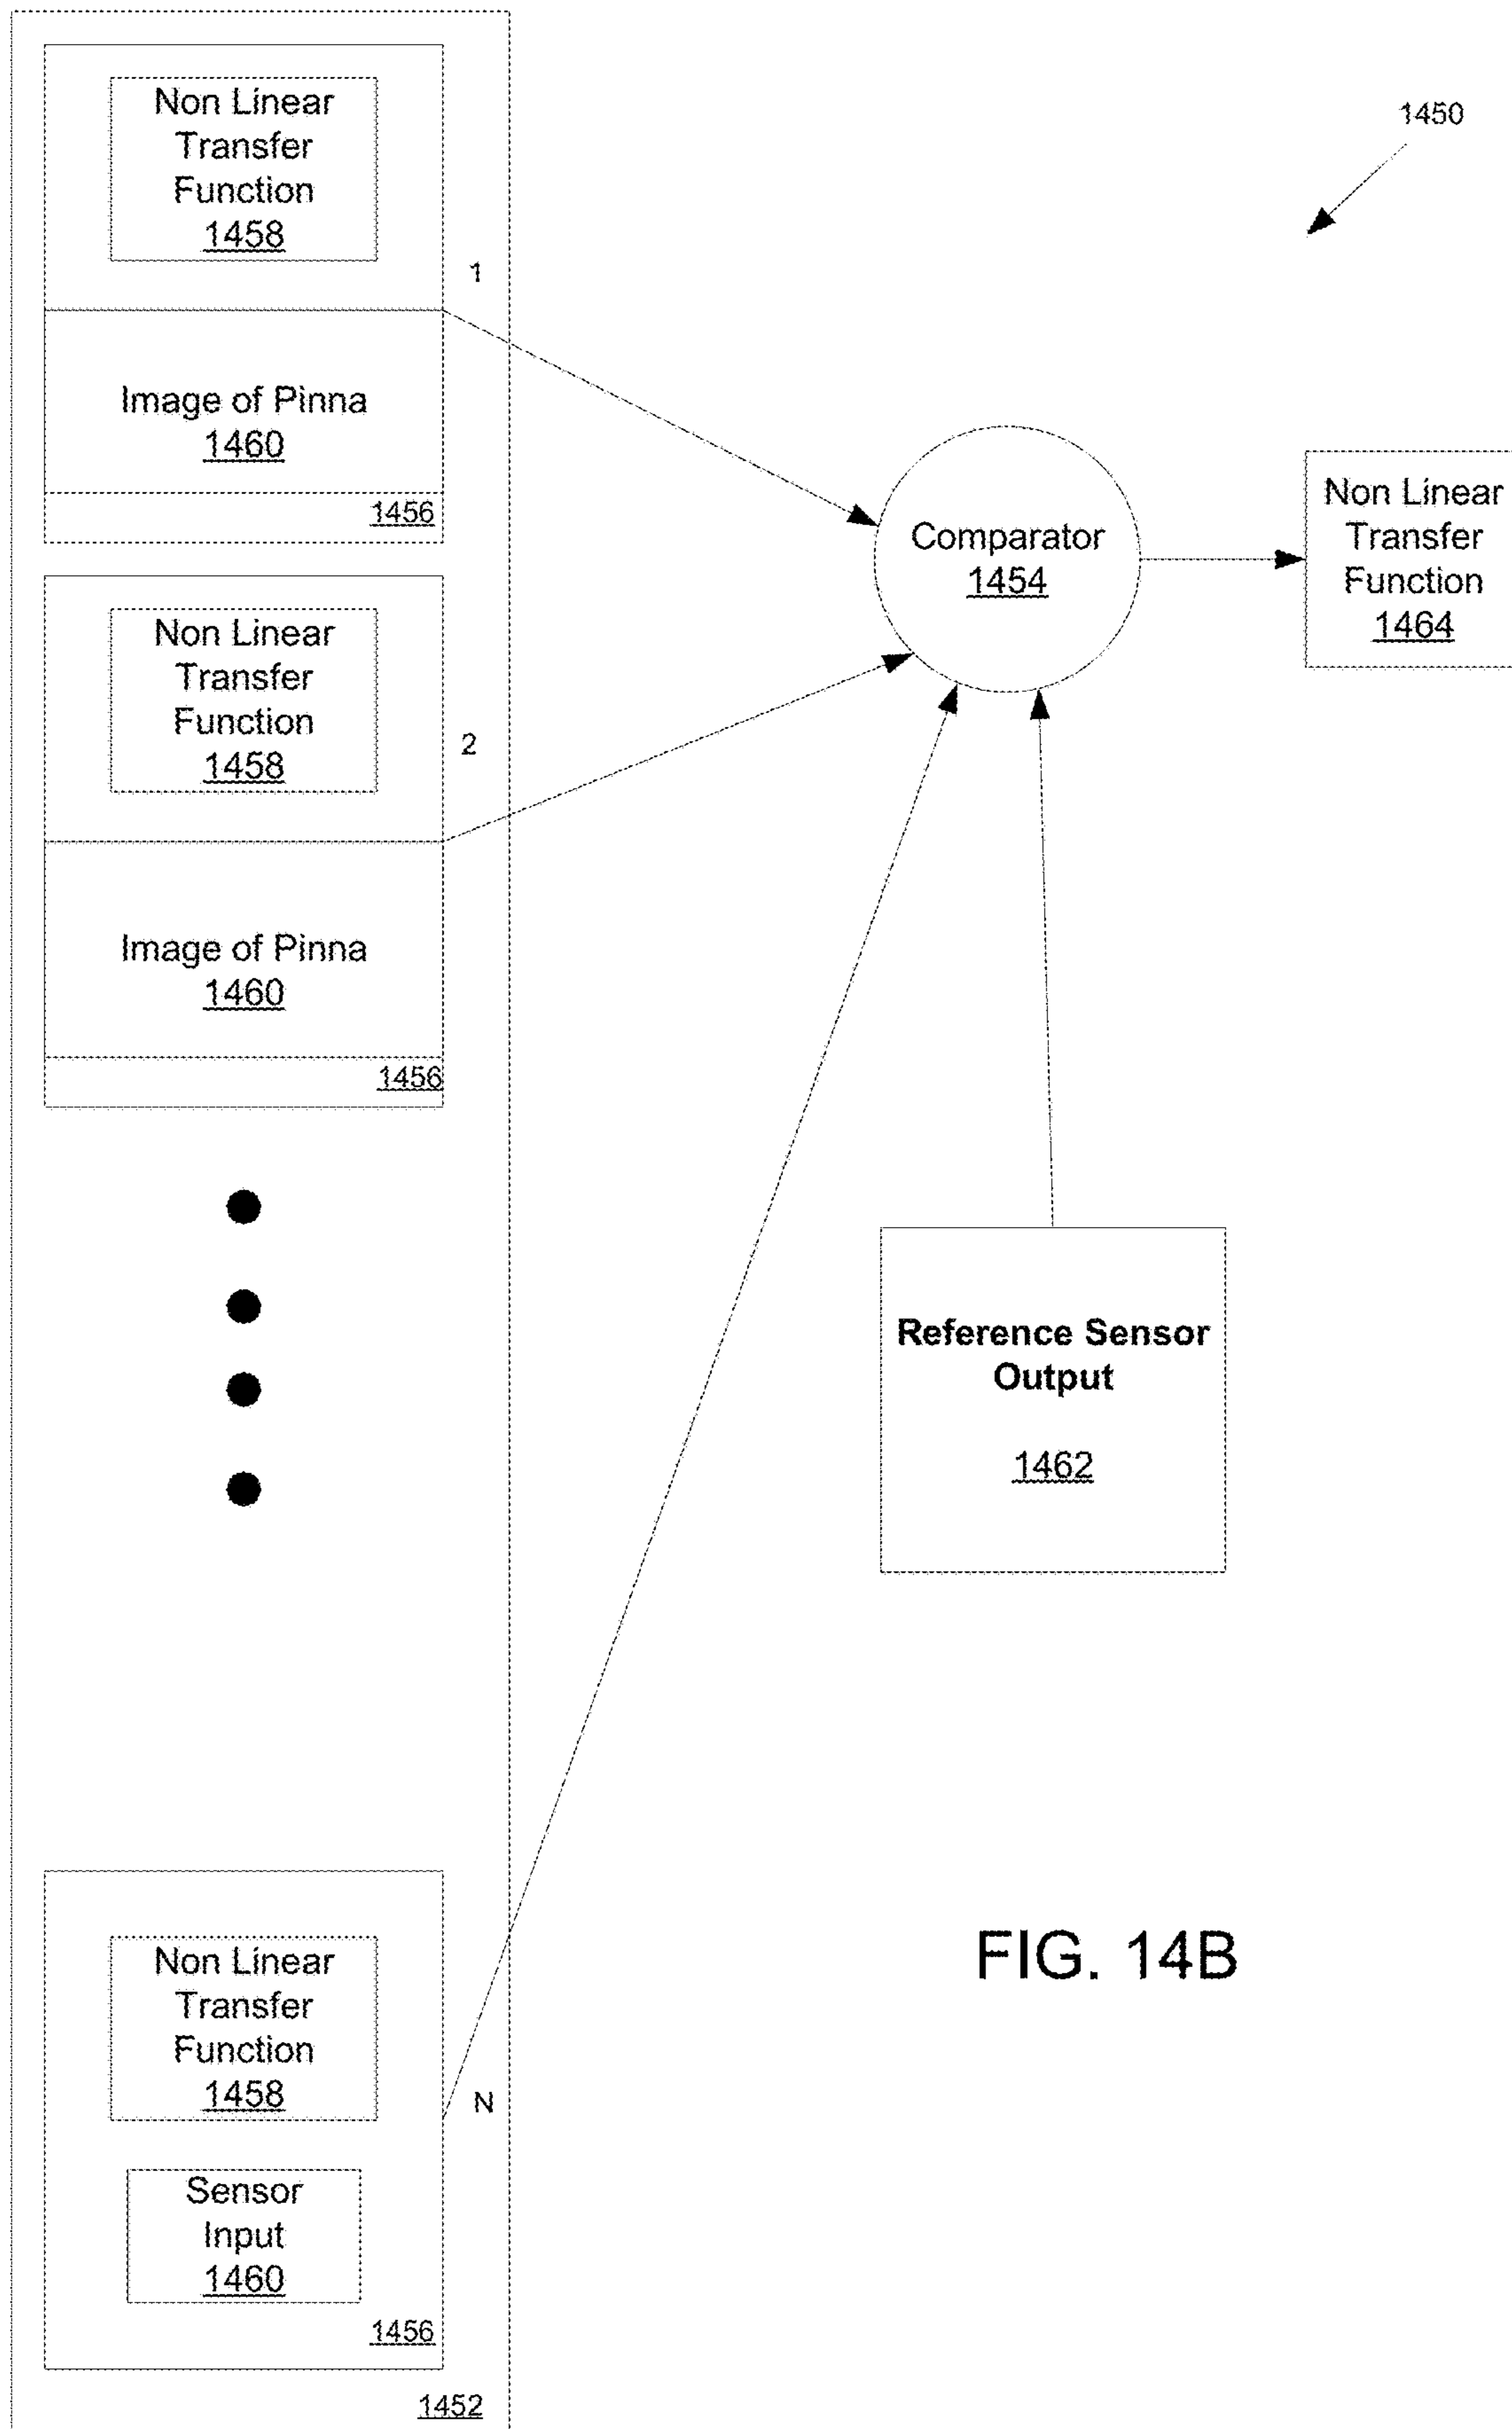 Non Linear
Transfer
Function
1458
1
Image of Pinna
1460
1456
Non Linear
Transfer
Function
1458
2
Image of Pinna
1460
1456
Non Linear
Transfer
Function
1458
N
Sensor
Input
1460
1456
1452
1450
Comparator
1454
Non Linear
Transfer
Function
1464
Reference Sensor
Output
1462
FIG. 14B